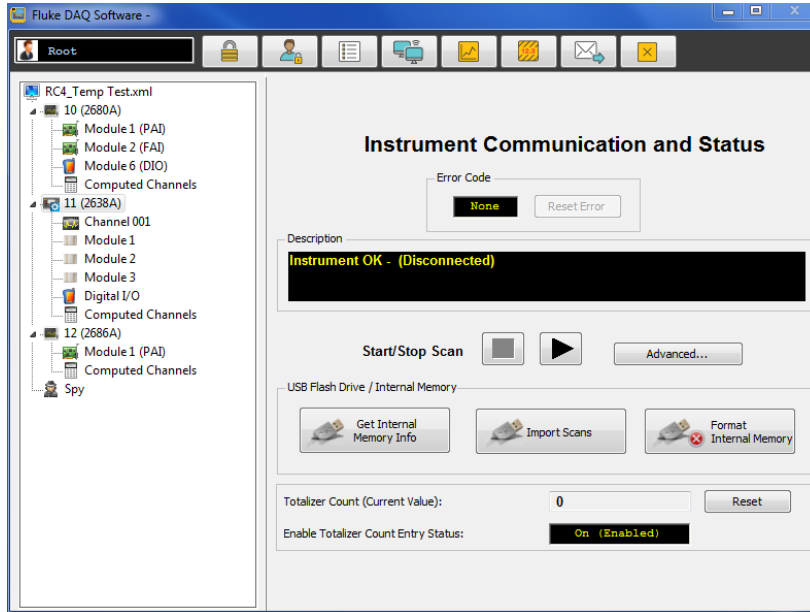 Fluke DAQ Software -
Root
RC4_Temp Test.xml
10 (2680A)
Module 1 (PAI)
Module 2 (FAI)
Module 6 (DIO)
Computed Channels
11 (2638A)
Channel 001
Module 1
Module 2
Module 3
Digital I/O
Computed Channels
12 (2686A)
Module 1 (PAI)
Computed Channels
Spy
Instrument Communication and Status
Error Code
None
Reset Error
Description
Instrument OK - (Disconnected)
Start/Stop Scan
Advanced...
USB Flash Drive / Internal Memory
Get Internal
Memory Info
Import Scans
Format
Internal Memory
Totalizer Count (Current Value):
0
Reset
Enable Totalizer Count Entry Status:
On (Enabled)